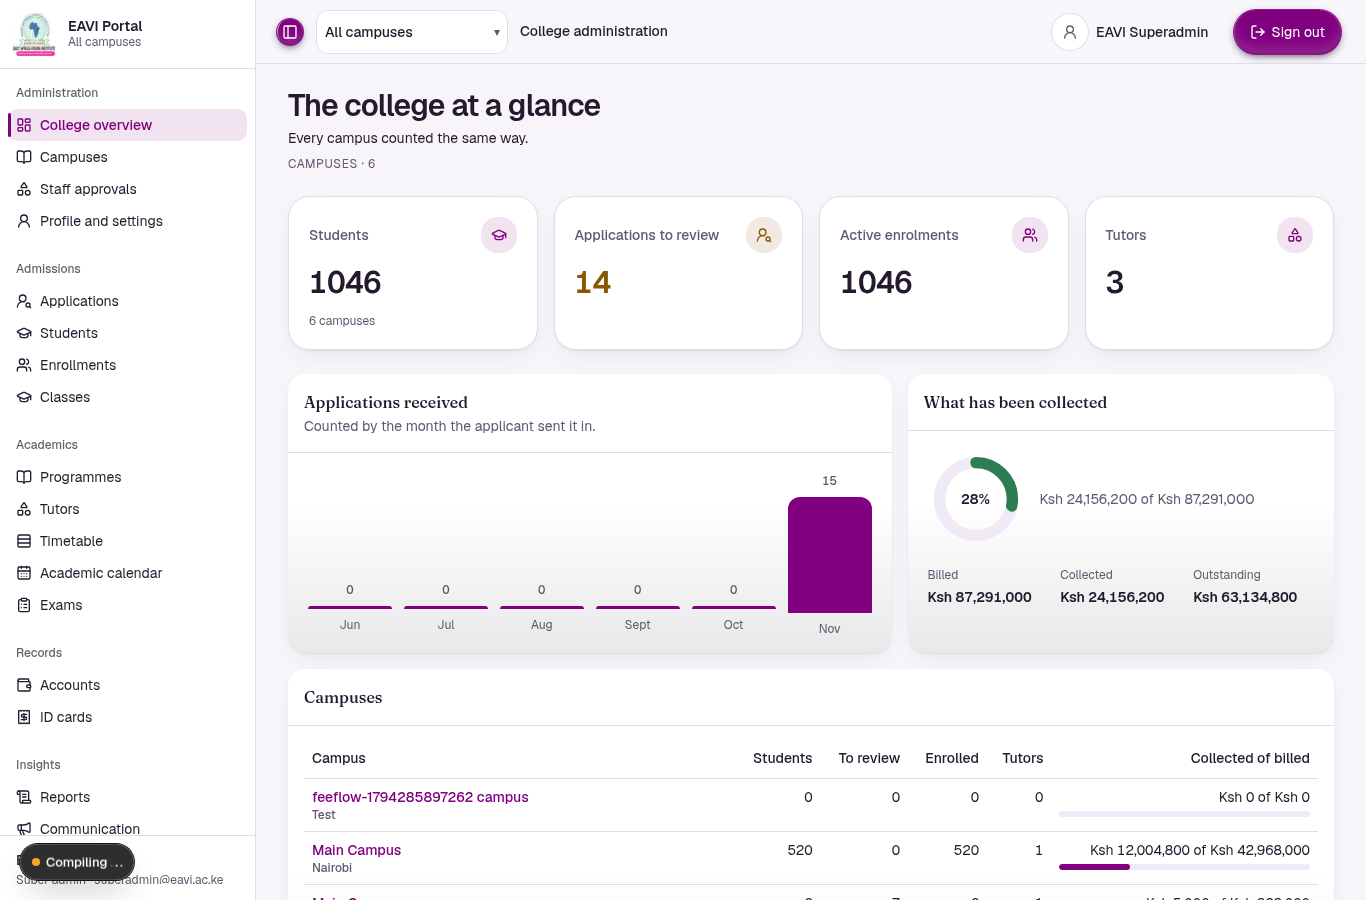 EAVI Portal
All campuses
Administration
College overview
Campuses
Staff approvals
Profile and settings
Admissions
Applications
Students
Enrollments
Classes
Academics
Programmes
Tutors
Timetable
Academic calendar
Exams
Records
Accounts
ID cards
Insights
Reports
Communication
Compiling ...
superadmin@eavi.ac.ke
All campuses
College administration
EAVI Superadmin
Sign out
The college at a glance
Every campus counted the same way.
CAMPUSES · 6
Students
1046
6 campuses
Applications to review
14
Active enrolments
1046
Tutors
3
Applications received
Counted by the month the applicant sent it in.
0 0 0 0 0 15
Jun Jul Aug Sept Oct Nov
What has been collected
28%
Ksh 24,156,200 of Ksh 87,291,000
Billed Collected Outstanding
Ksh 87,291,000 Ksh 24,156,200 Ksh 63,134,800
Campuses
Campus Students To review Enrolled Tutors Collected of billed
feeflow-1794285897262 campus 0 0 0 0 Ksh 0 of Ksh 0
Test
Main Campus 520 0 520 1 Ksh 12,004,800 of Ksh 42,968,000
Nairobi